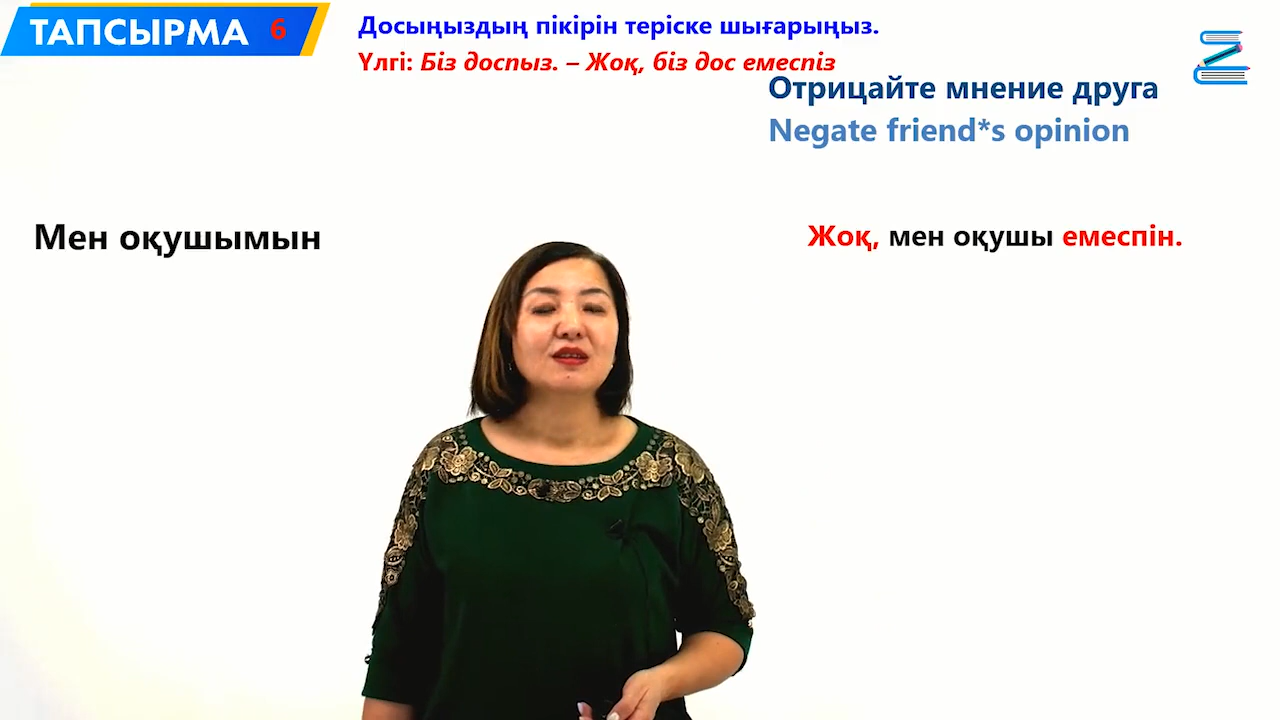 ТАПСЫРМА 6
Досыңыздың пікірін теріске шығарыңыз.
Үлгі: Біз доспыз. – Жоқ, біз дос емеспіз
Отрицайте мнение друга
Negate friend*s opinion
Мен оқушымын
Жоқ, мен оқушы емеспін.